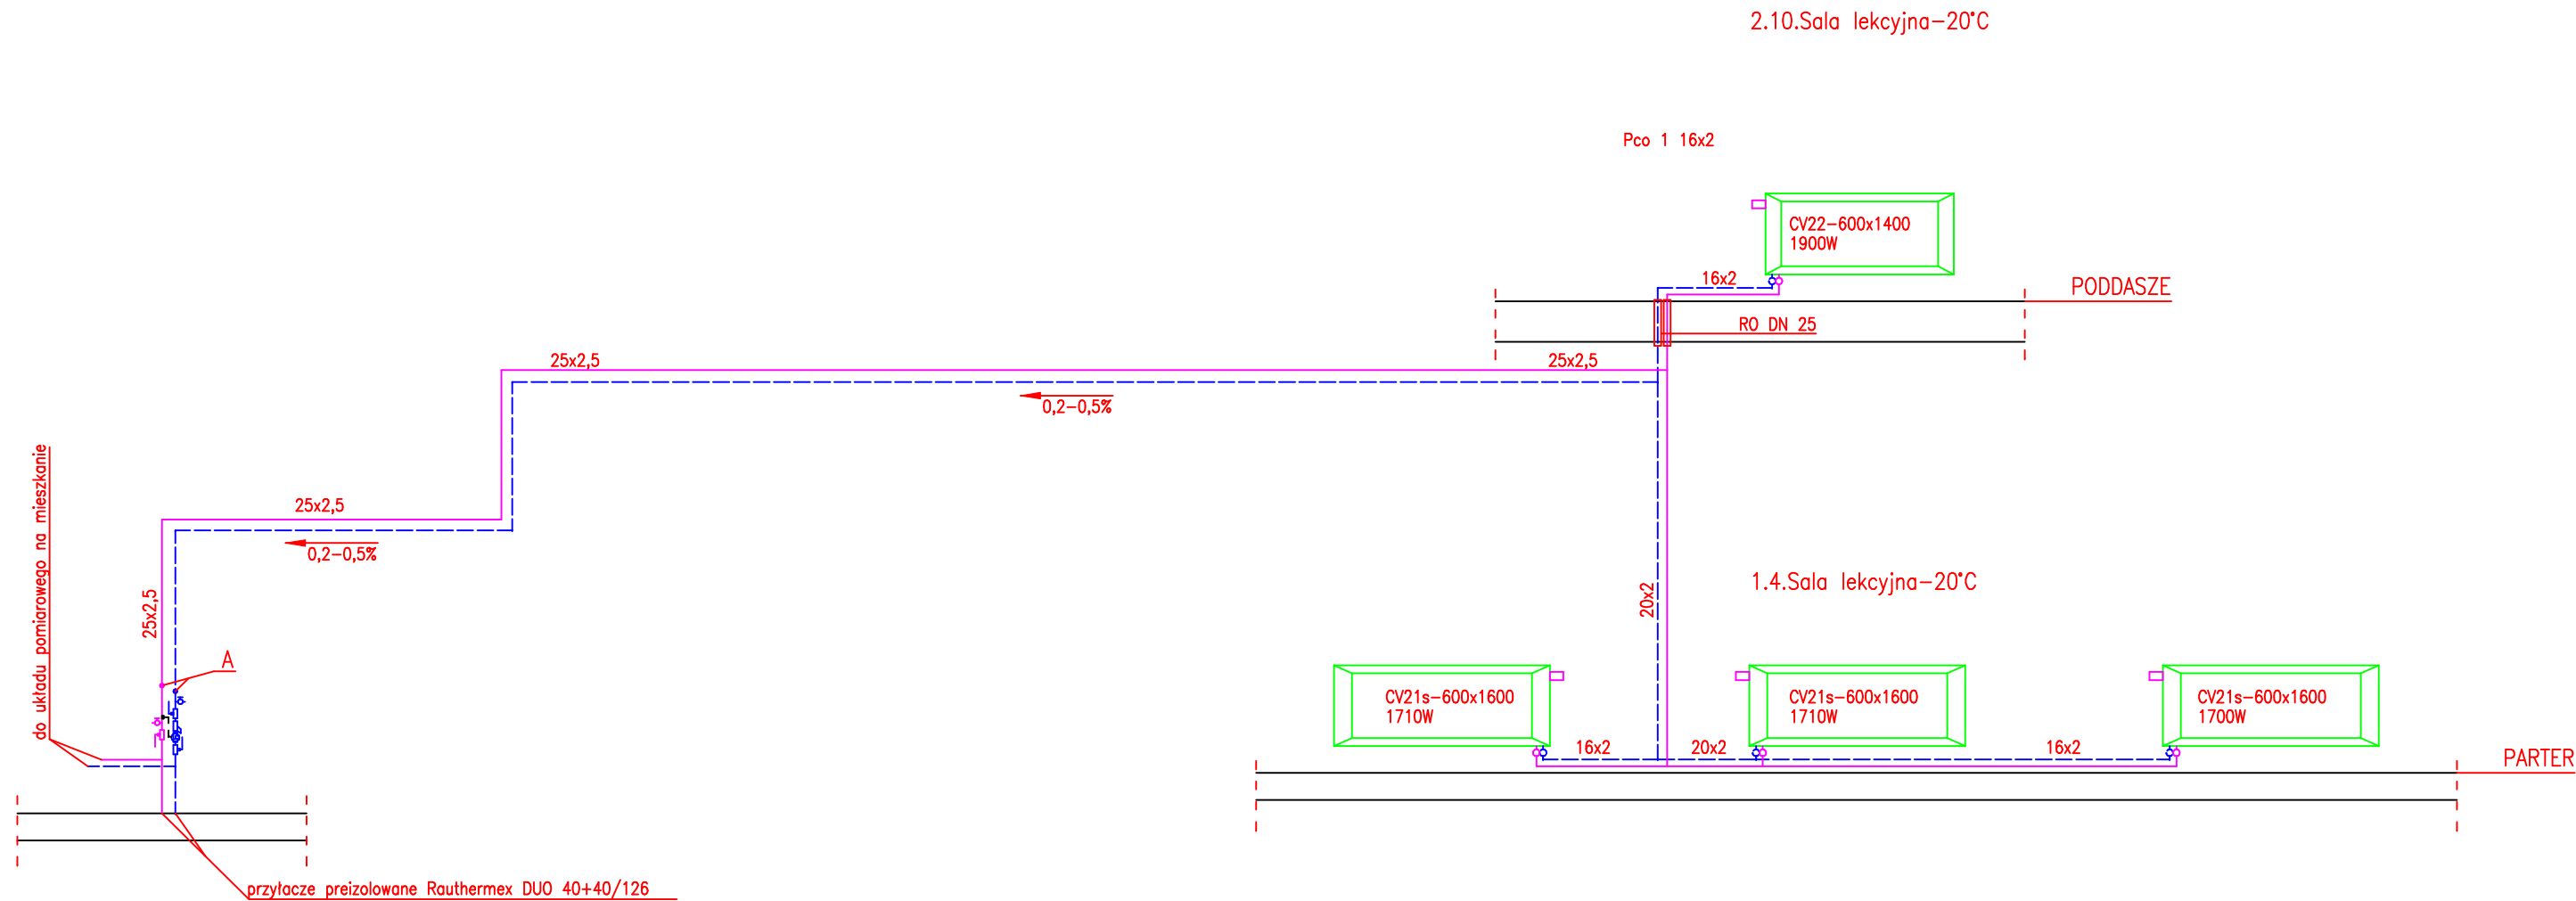 2.10.Sala lekcyjna-20°C
Pco 1 16x2
CV22-600x1400
1900W
16x2
PODDASZE
RO DN 25
25x2,5
25x2,5
0,2-0,5%
do układu pomiarowego na mieszkanie
25x2,5
0,2-0,5%
25x2,5
A
20x2
1.4.Sala lekcyjna-20°C
CV21s-600x1600
1710W
CV21s-600x1600
1710W
CV21s-600x1600
1700W
16x2
20x2
16x2
PARTER
przyłacze preizolowane Rauthermex DUO 40+40/126